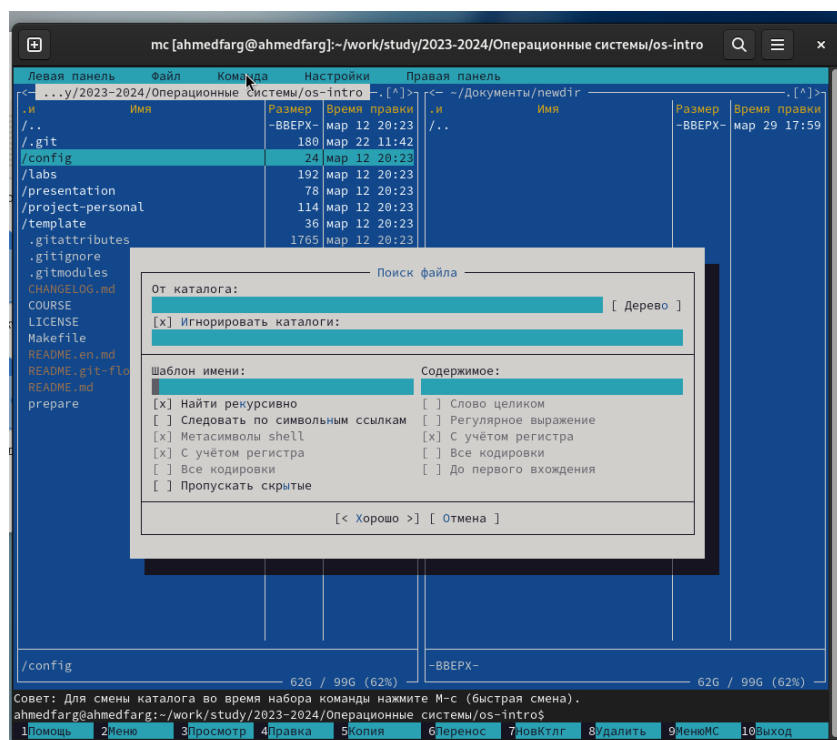 mc [ahmedfarg@ahmedfarg]:~/work/study/2023-2024/Операционные системы/os-intro
Левая панель Файл Команда Настройки Правая панель
<— ...y/2023-2024/Операционные системы/os-intro —.[^]>
.и Имя Размер Время правки
/.. -ВВЕРХ- мар 12 20:23
/.git 180 мар 22 11:42
/config 24 мар 12 20:23
/labs 192 мар 12 20:23
/presentation 78 мар 12 20:23
/project-personal 114 мар 12 20:23
/template 36 мар 12 20:23
.gitattributes 1765 мар 12 20:23
.gitignore
.gitmodules
CHANGELOG.md
COURSE
LICENSE
Makefile
README.en.md
README.git-flo
README.md
prepare
/config
62G / 99G (62%)
<— ~/Документы/newdir —.[^]>
.и Имя Размер Время правки
/.. -ВВЕРХ- мар 29 17:59
-ВВЕРХ-
62G / 99G (62%)
Поиск файла
От каталога:
[ Дерево ]
[x] Игнорировать каталоги:
Шаблон имени: Содержимое:
[x] Найти рекурсивно [ ] Слово целиком
[ ] Следовать по символьным ссылкам [ ] Регулярное выражение
[x] Метасимволы shell [x] С учётом регистра
[x] С учётом регистра [ ] Все кодировки
[ ] Все кодировки [ ] До первого вхождения
[ ] Пропускать скрытые
[< Хорошо >] [ Отмена ]
Совет: Для смены каталога во время набора команды нажмите M-c (быстрая смена).
ahmedfarg@ahmedfarg:~/work/study/2023-2024/Операционные системы/os-intro$
1Помощь 2Меню 3Просмотр 4Правка 5Копия 6Перенос 7НовКтлг 8Удалить 9МенюМС 10Выход